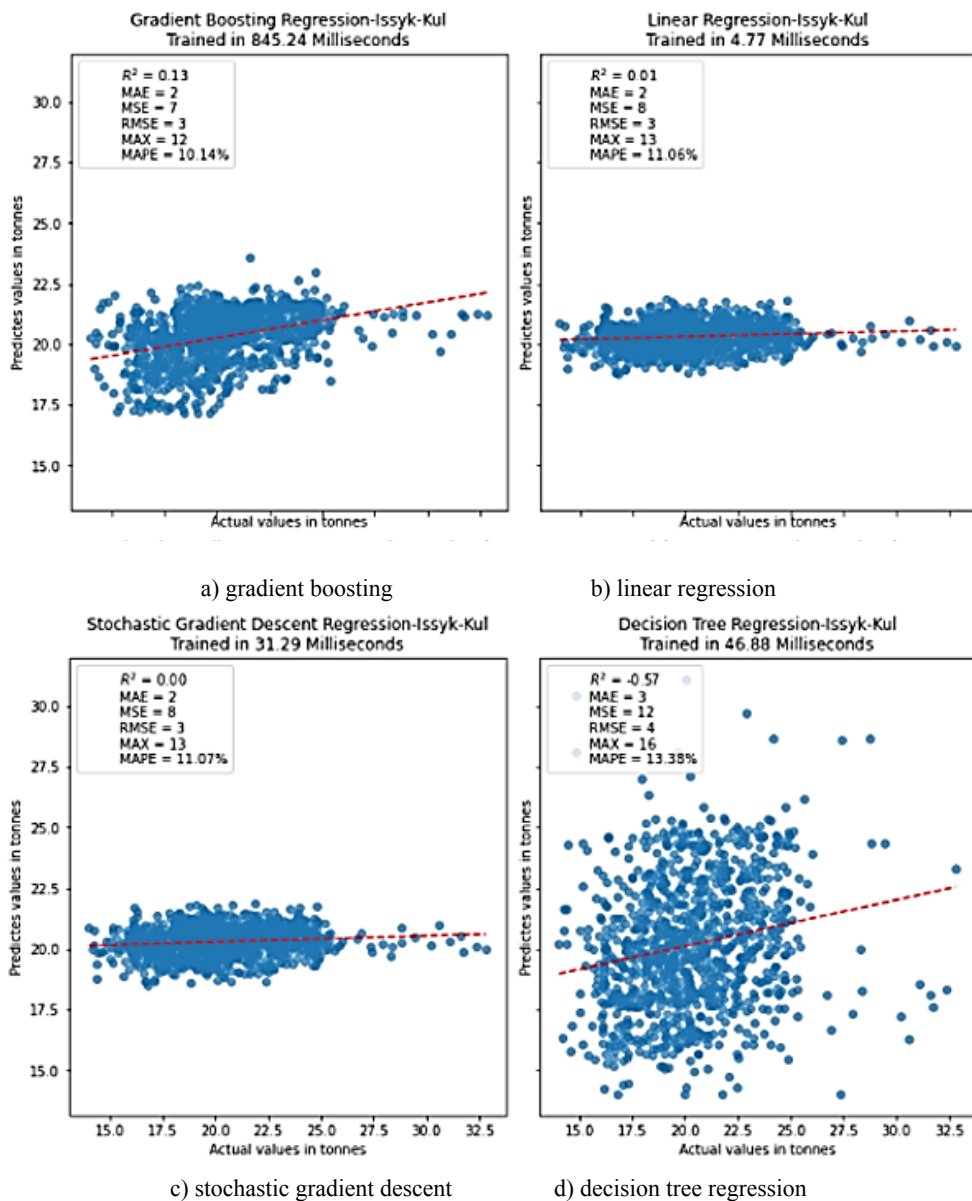 Gradient Boosting Regression-Issyk-Kul
Trained in 845.24 Milliseconds
R² = 0.13
MAE = 2
MSE = 7
RMSE = 3
MAX = 12
MAPE = 10.14%
30.0
27.5
25.0
22.5
20.0
17.5
15.0
Predictes values in tonnes
Actual values in tonnes
a) gradient boosting
Linear Regression-Issyk-Kul
Trained in 4.77 Milliseconds
R² = 0.01
MAE = 2
MSE = 8
RMSE = 3
MAX = 13
MAPE = 11.06%
Predictes values in tonnes
Actual values in tonnes
b) linear regression
Stochastic Gradient Descent Regression-Issyk-Kul
Trained in 31.29 Milliseconds
R² = 0.00
MAE = 2
MSE = 8
RMSE = 3
MAX = 13
MAPE = 11.07%
30.0
27.5
25.0
22.5
20.0
17.5
15.0
Predictes values in tonnes
15.0 17.5 20.0 22.5 25.0 27.5 30.0 32.5
Actual values in tonnes
c) stochastic gradient descent
Decision Tree Regression-Issyk-Kul
Trained in 46.88 Milliseconds
R² = -0.57
MAE = 3
MSE = 12
RMSE = 4
MAX = 16
MAPE = 13.38%
Predictes values in tonnes
15.0 17.5 20.0 22.5 25.0 27.5 30.0 32.5
Actual values in tonnes
d) decision tree regression